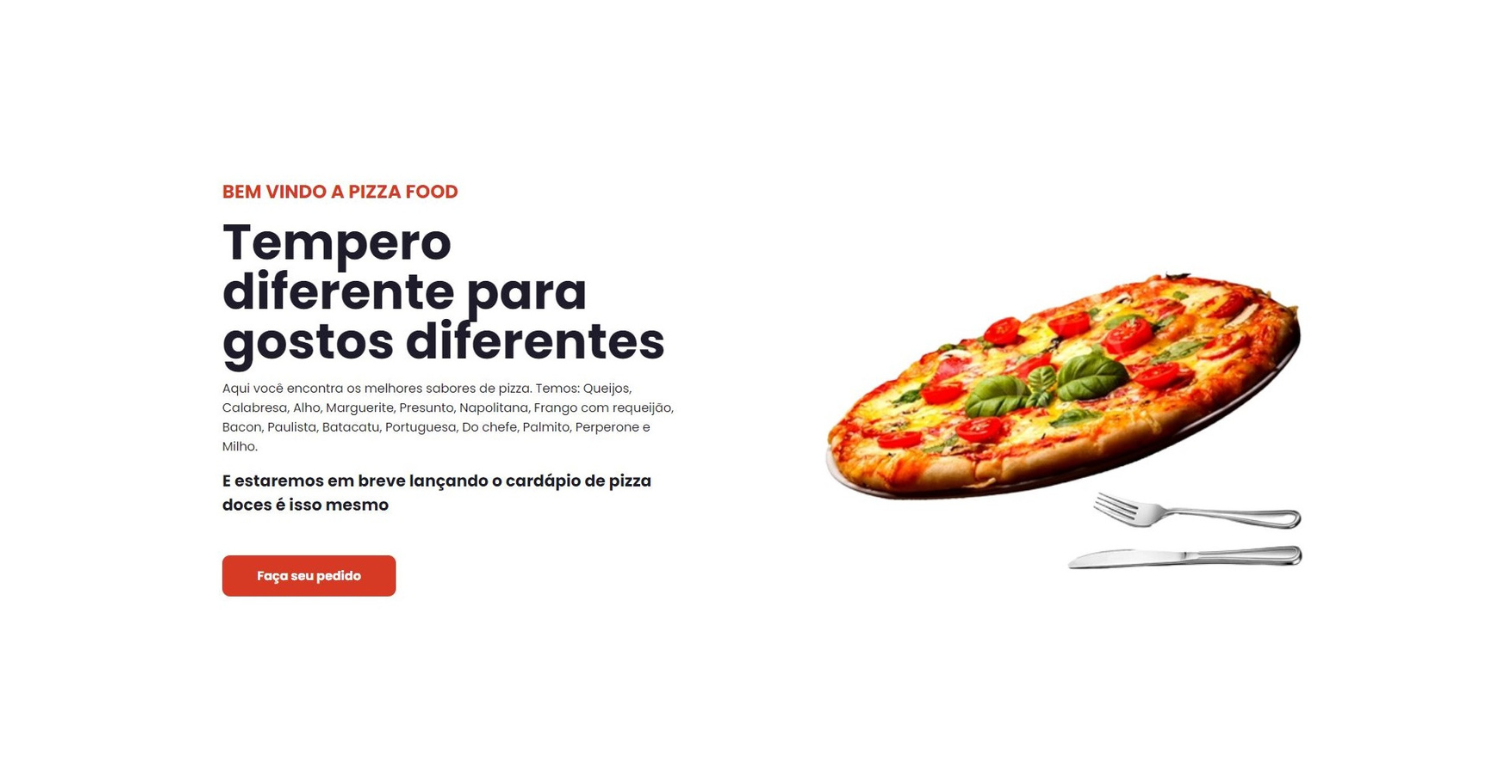 BEM VINDO A PIZZA FOOD
Tempero
diferente para
gostos diferentes
Aqui você encontra os melhores sabores de pizza. Temos: Queijos,
Calabresa, Alho, Marguerite, Presunto, Napolitana, Frango com requeijão,
Bacon, Paulista, Batacatu, Portuguesa, Do chefe, Palmito, Perperone e
Milho.
E estaremos em breve lançando o cardápio de pizza
doces é isso mesmo
Faça seu pedido